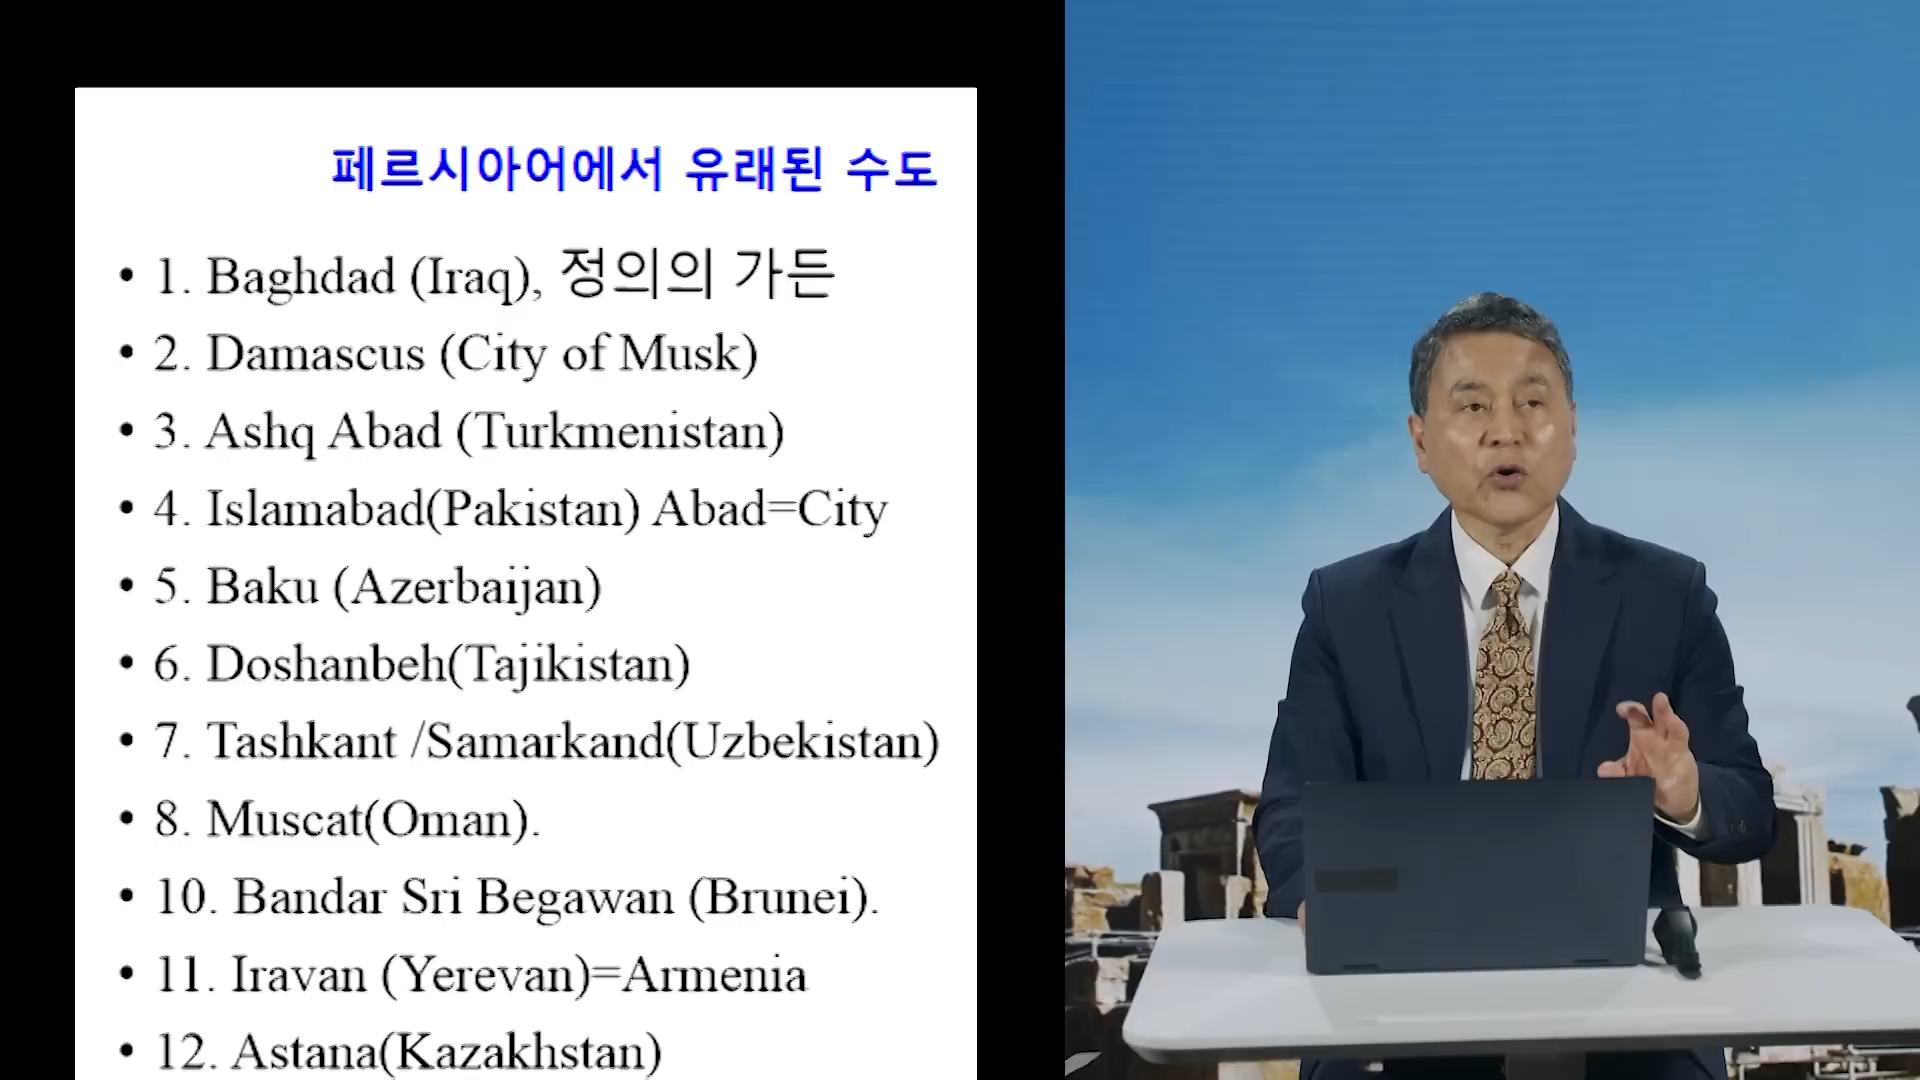 페르시아어에서 유래된 수도
• 1. Baghdad (Iraq), 정의의 가든
• 2. Damascus (City of Musk)
• 3. Ashq Abad (Turkmenistan)
• 4. Islamabad(Pakistan) Abad=City
• 5. Baku (Azerbaijan)
• 6. Doshanbeh(Tajikistan)
• 7. Tashkant /Samarkand(Uzbekistan)
• 8. Muscat(Oman).
• 10. Bandar Sri Begawan (Brunei).
• 11. Iravan (Yerevan)=Armenia
• 12. Astana(Kazakhstan)